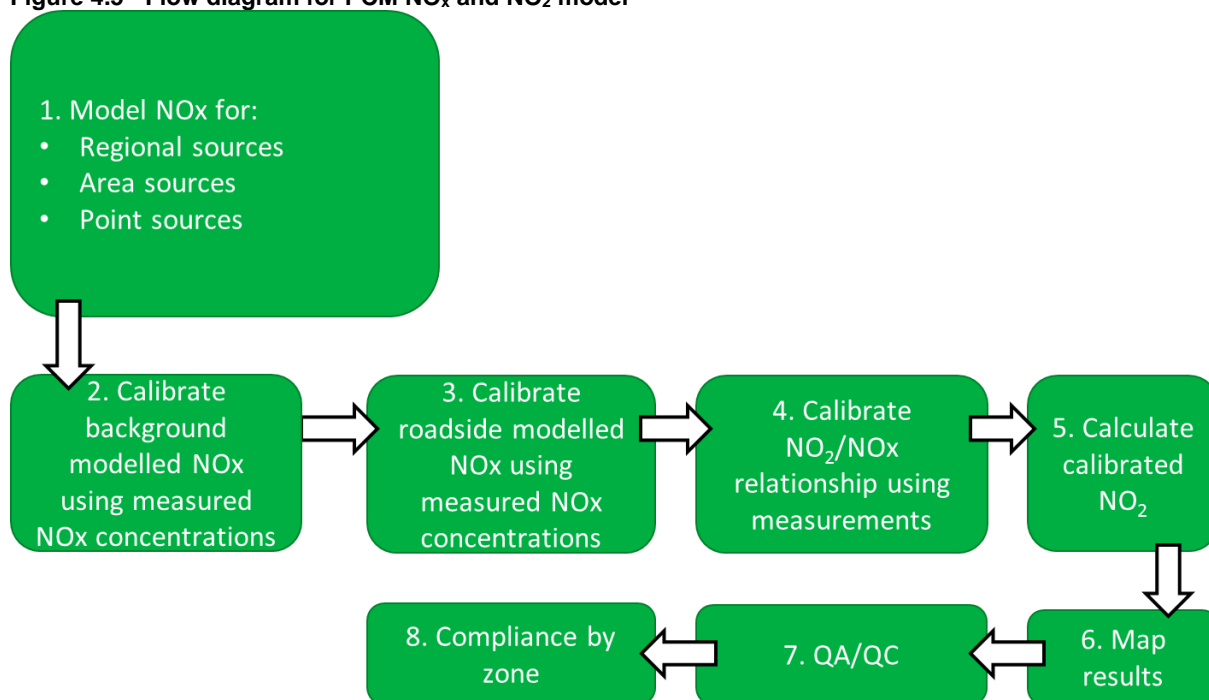 Figure 4.5 Flow diagram for PCM NOₓ and NO₂ model
1. Model NOx for:
• Regional sources
• Area sources
• Point sources
2. Calibrate
background
modelled NOx
using measured
NOx concentrations
3. Calibrate
roadside modelled
NOx using
measured NOx
concentrations
4. Calibrate
NO₂/NOx
relationship using
measurements
5. Calculate
calibrated
NO₂
6. Map
results
7. QA/QC
8. Compliance by
zone